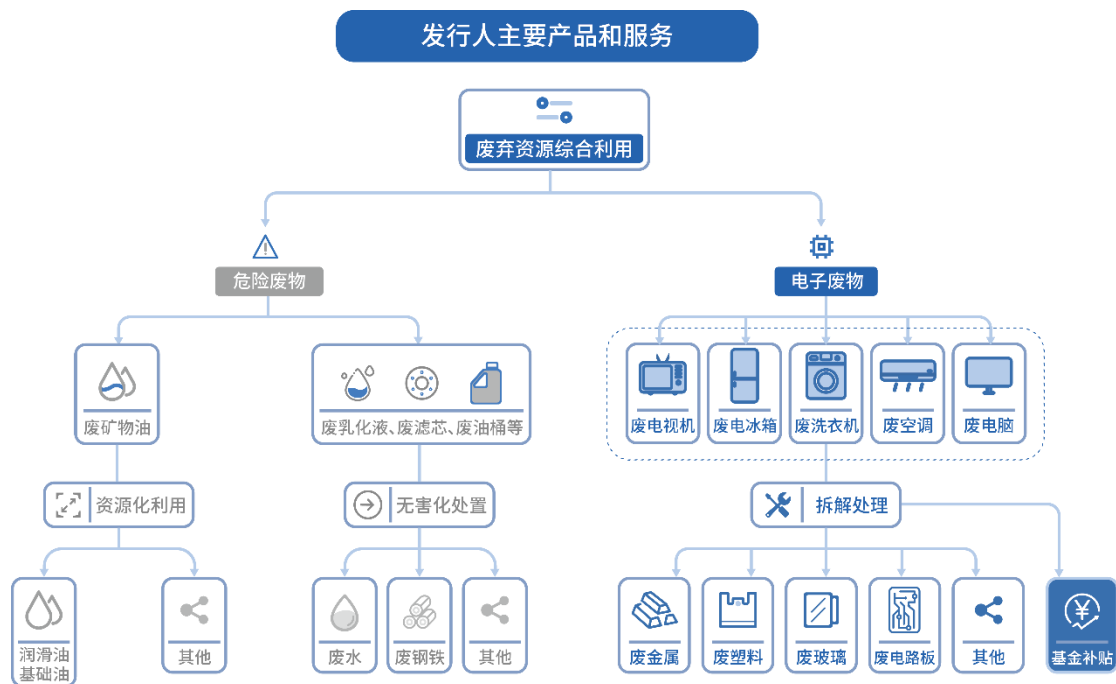 发行人主要产品和服务
废弃资源综合利用
危险废物
电子废物
废矿物油
废乳化液、废滤芯、废油桶等
废电视机
废电冰箱
废洗衣机
废空调
废电脑
资源化利用
无害化处置
拆解处理
润滑油
基础油
其他
废水
废钢铁
其他
废金属
废塑料
废玻璃
废电路板
其他
¥
基金补贴